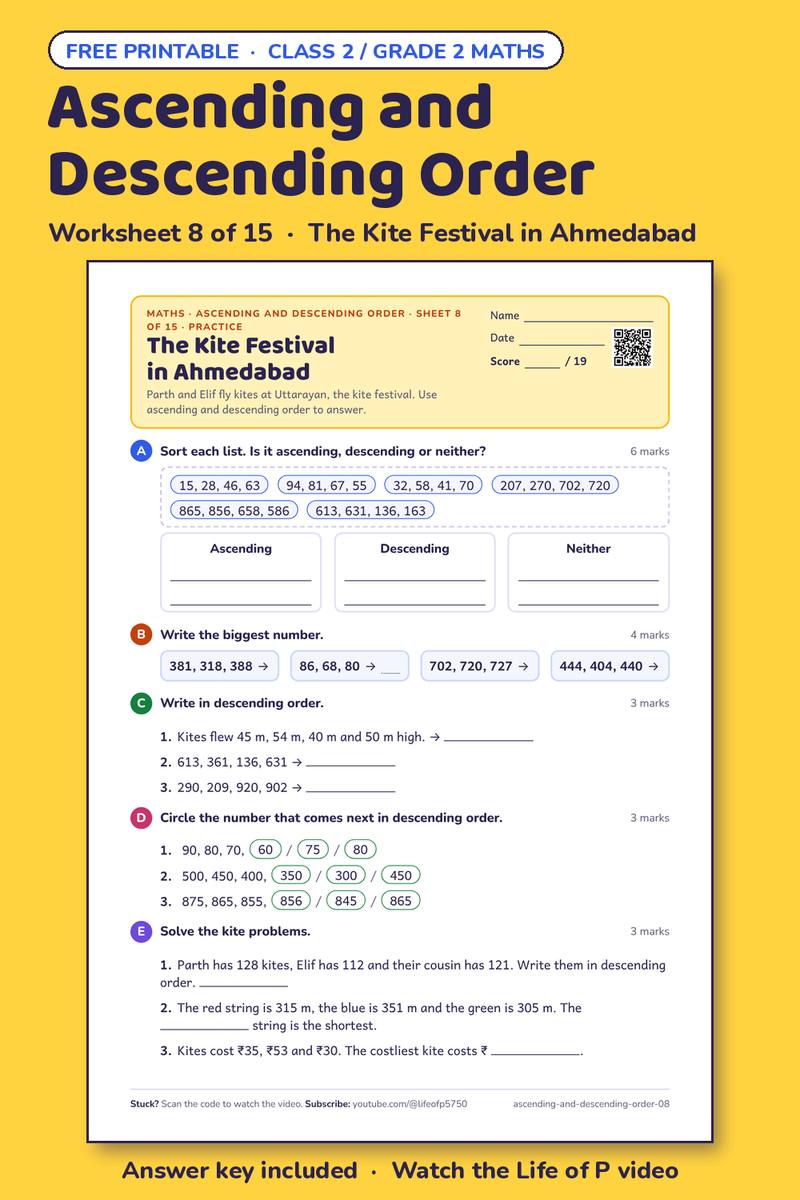 FREE PRINTABLE · CLASS 2 / GRADE 2 MATHS
Ascending and
Descending Order
Worksheet 8 of 15 · The Kite Festival in Ahmedabad
MATHS · ASCENDING AND DESCENDING ORDER · SHEET 8
OF 15 · PRACTICE
The Kite Festival
in Ahmedabad
Parth and Elif fly kites at Uttarayan, the kite festival. Use
ascending and descending order to answer.
Name ____
Date ____
Score ____ / 19
A Sort each list. Is it ascending, descending or neither? 6 marks
15, 28, 46, 63 94, 81, 67, 55 32, 58, 41, 70 207, 270, 702, 720
865, 856, 658, 586 613, 631, 136, 163
Ascending Descending Neither
B Write the biggest number. 4 marks
381, 318, 388 → 86, 68, 80 → ___ 702, 720, 727 → 444, 404, 440 →
C Write in descending order. 3 marks
1. Kites flew 45 m, 54 m, 40 m and 50 m high. → ____
2. 613, 361, 136, 631 → ____
3. 290, 209, 920, 902 → ____
D Circle the number that comes next in descending order. 3 marks
1. 90, 80, 70, 60 / 75 / 80
2. 500, 450, 400, 350 / 300 / 450
3. 875, 865, 855, 856 / 845 / 865
E Solve the kite problems. 3 marks
1. Parth has 128 kites, Elif has 112 and their cousin has 121. Write them in descending
order. ____
2. The red string is 315 m, the blue is 351 m and the green is 305 m. The
____ string is the shortest.
3. Kites cost ₹35, ₹53 and ₹30. The costliest kite costs ₹ ____.
Stuck? Scan the code to watch the video. Subscribe: youtube.com/@lifeofp5750 ascending-and-descending-order-08
Answer key included · Watch the Life of P video